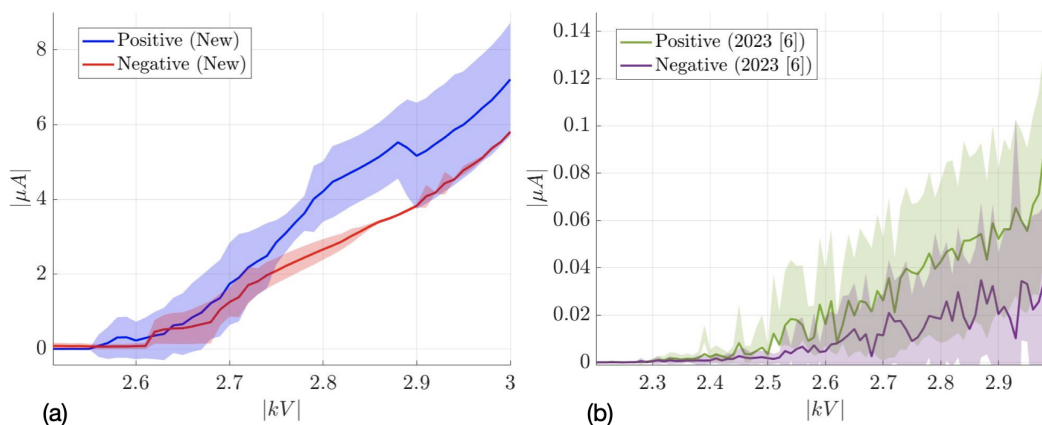 Positive (New)
Negative (New)
|μA|
8
6
4
2
0
2.6
2.7
2.8
2.9
3
|kV|
(a)
Positive (2023 [6])
Negative (2023 [6])
|μA|
0.14
0.12
0.1
0.08
0.06
0.04
0.02
0
2.3
2.4
2.5
2.6
2.7
2.8
2.9
|kV|
(b)